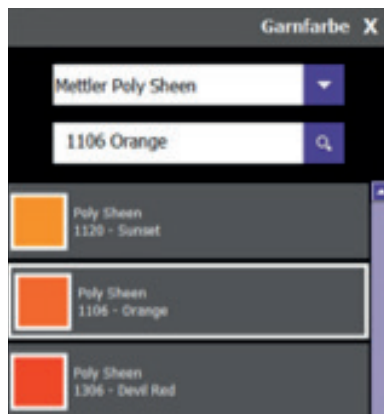 Garnfarbe X
Mettler Poly Sheen
1106 Orange
Poly Sheen
1120 - Sunset
Poly Sheen
1106 - Orange
Poly Sheen
1306 - Devil Red